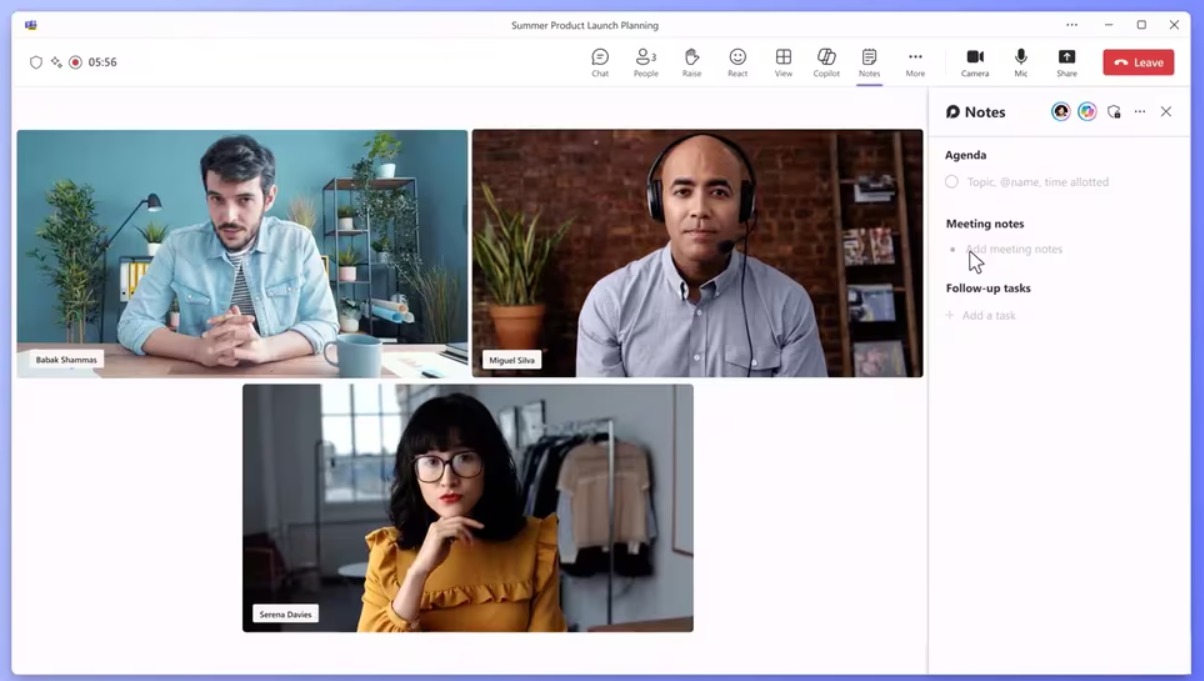 Summer Product Launch Planning
05:56
Chat
People
3
Raise
React
View
Copilot
Notes
More
Camera
Mic
Share
Leave
Notes
Agenda
Topic, @name, time allotted
Meeting notes
Add meeting notes
Follow-up tasks
Add a task
Babak Shammas
Miguel Silva
Serena Davies